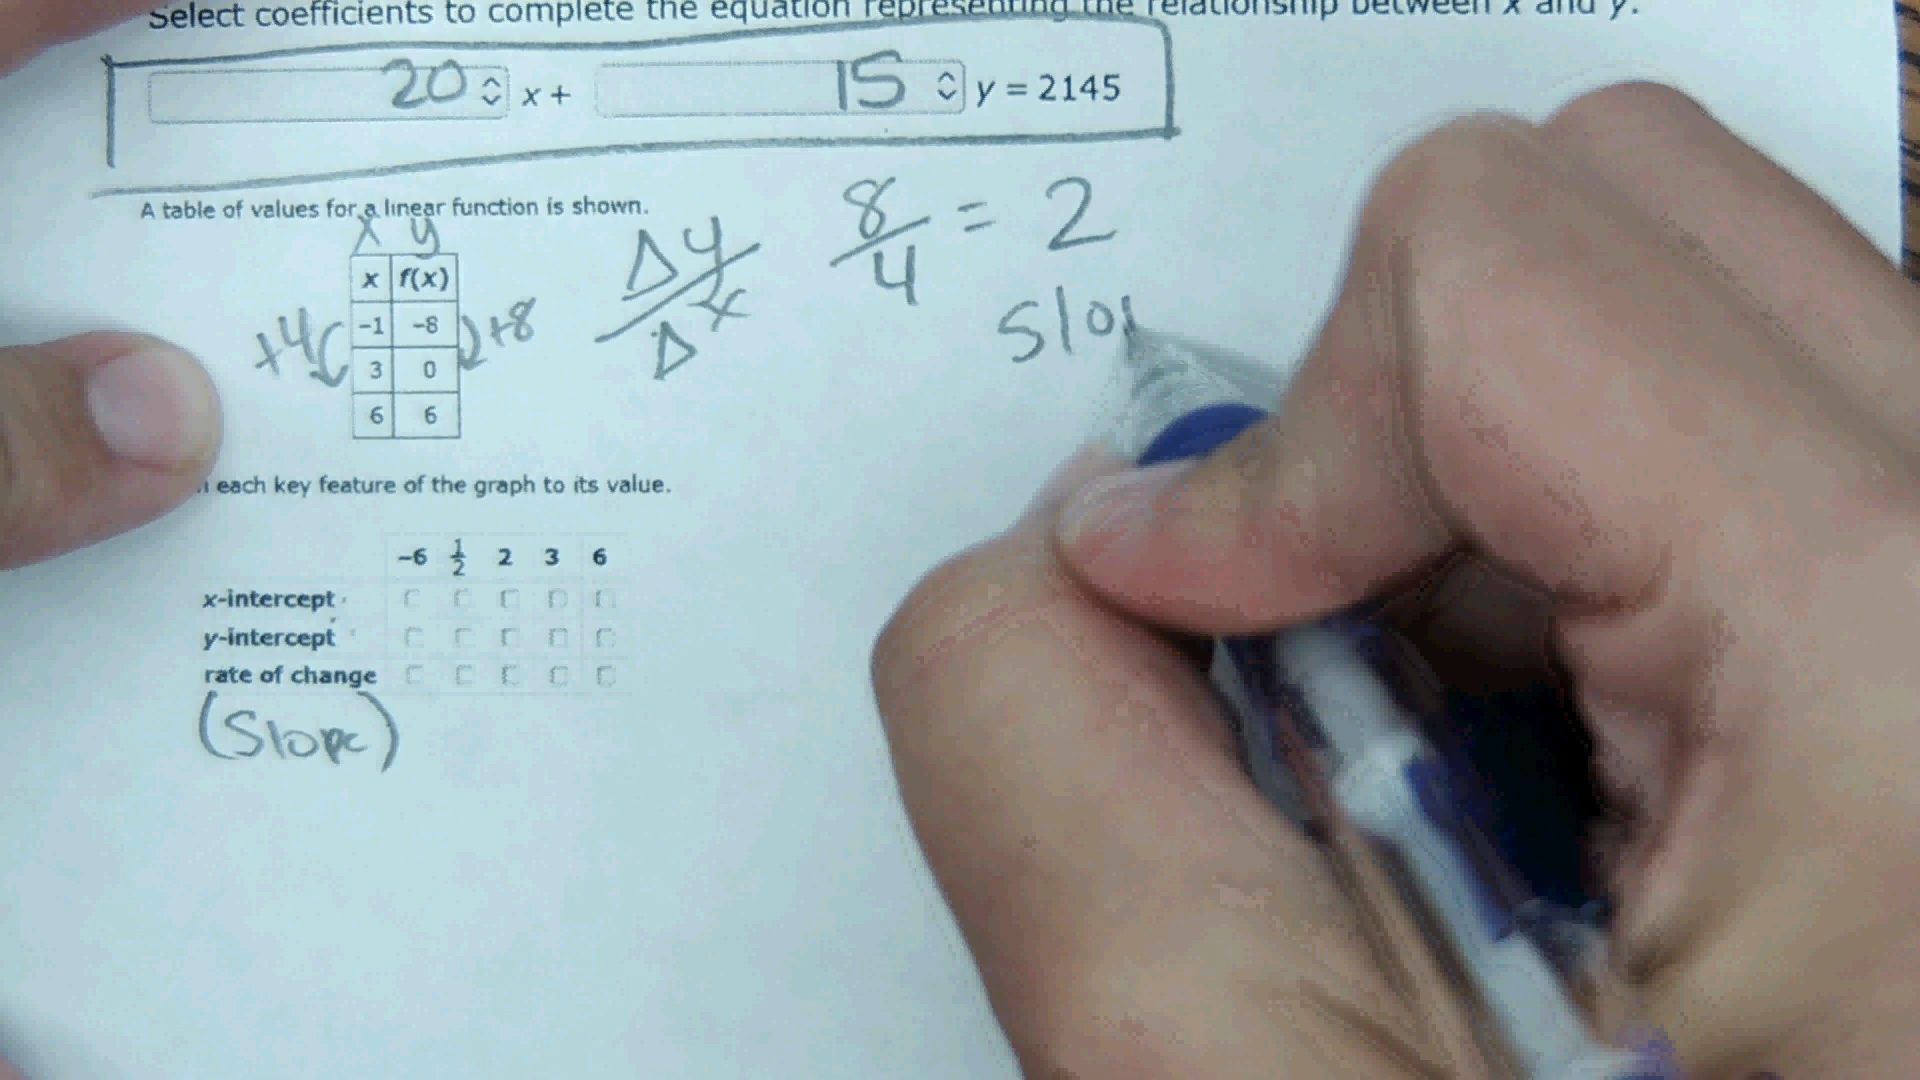 Select coefficients to complete the equation representing the relationship between x and y.
20 x + 15 y = 2145
A table of values for a linear function is shown.
x y
x f(x)
-1 -8
3 0
6 6
+4 +8
Δy/Δx
8/4 = 2
Slop
each key feature of the graph to its value.
-6 1/2 2 3 6
x-intercept
y-intercept
rate of change
(Slope)